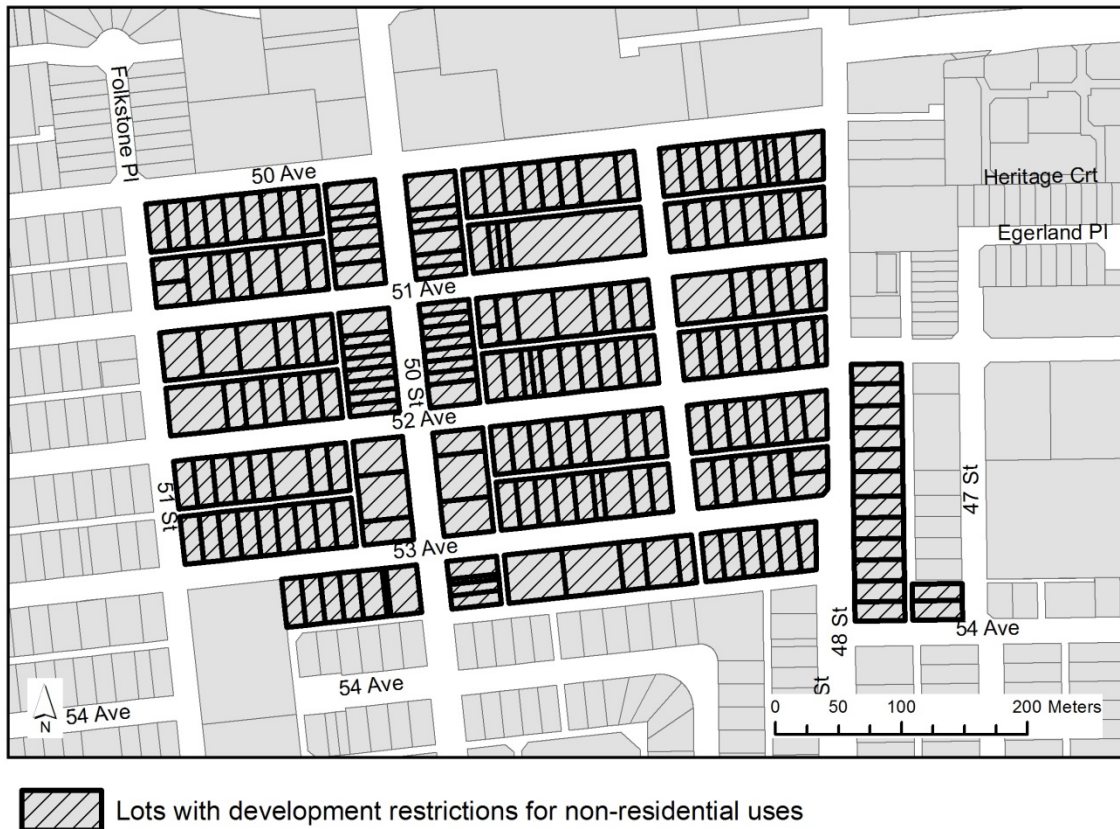 Folkstone Pl
50 Ave
Heritage Crt
Egerland Pl
51 Ave
50 St
52 Ave
51 St
47 St
53 Ave
48 St
54 Ave
54 Ave
St
54 Ave
N
0 50 100 200 Meters
Lots with development restrictions for non-residential uses